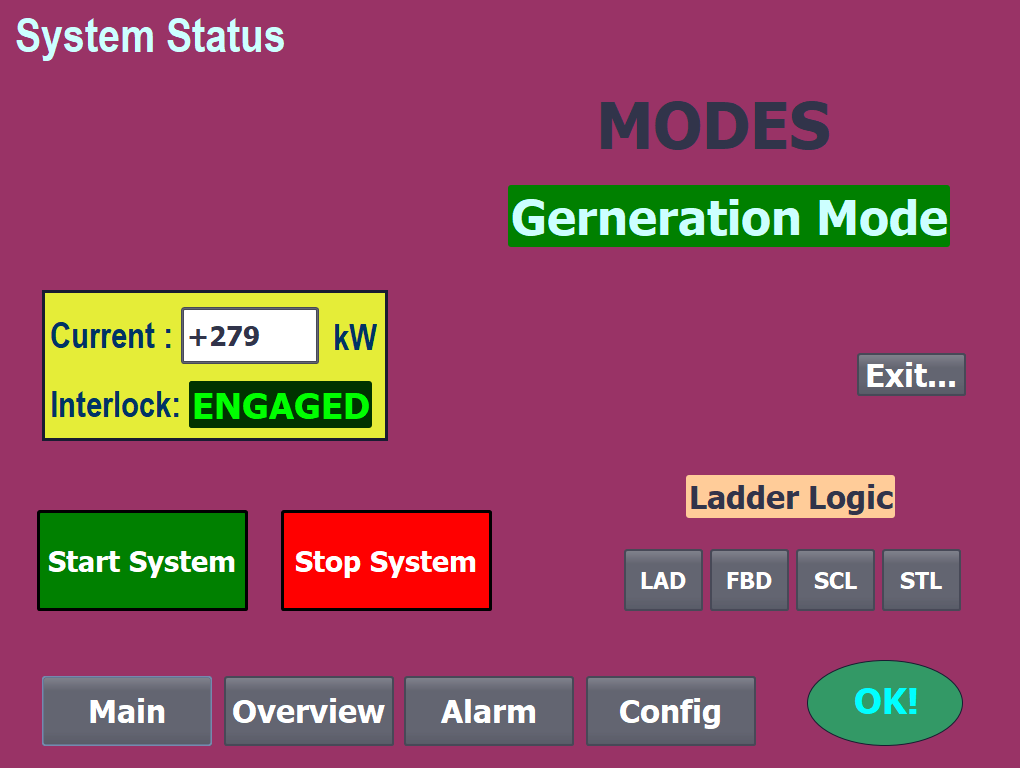 System Status
MODES
Gerneration Mode
Current : +279 kW
Interlock: ENGAGED
Exit...
Ladder Logic
Start System Stop System
LAD FBD SCL STL
Main Overview Alarm Config OK!